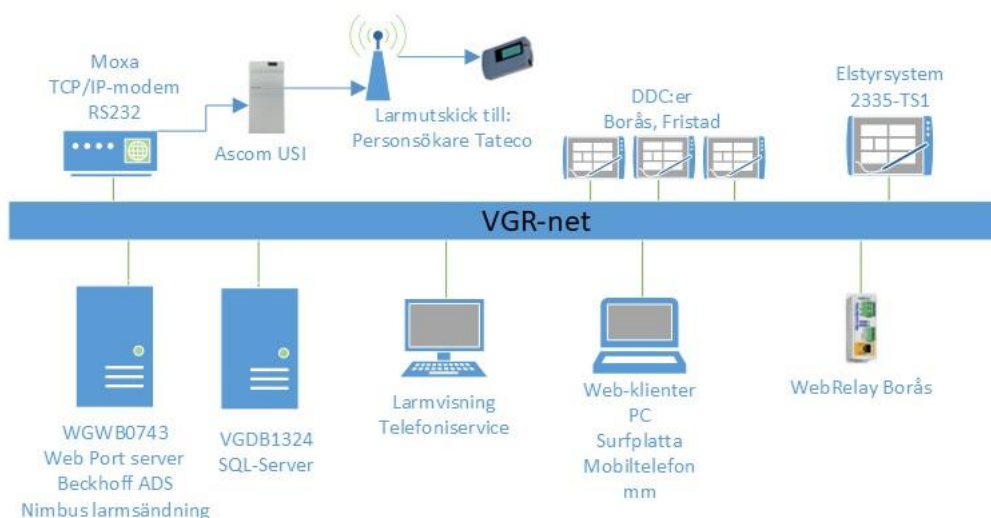 Moxa
TCP/IP-modem
RS232
Ascom USI
Larmutskick till:
Personsökare Tateco
DDC:er
Borås, Fristad
Elstyrsystem
2335-TS1
VGR-net
WGWB0743
Web Port server
Beckhoff ADS
Nimbus larmsändning
VGDB1324
SQL-Server
Larmvisning
Telefoniservice
Web-klienter
PC
Surfplatta
Mobiltelefon
mm
WebRelay Borås